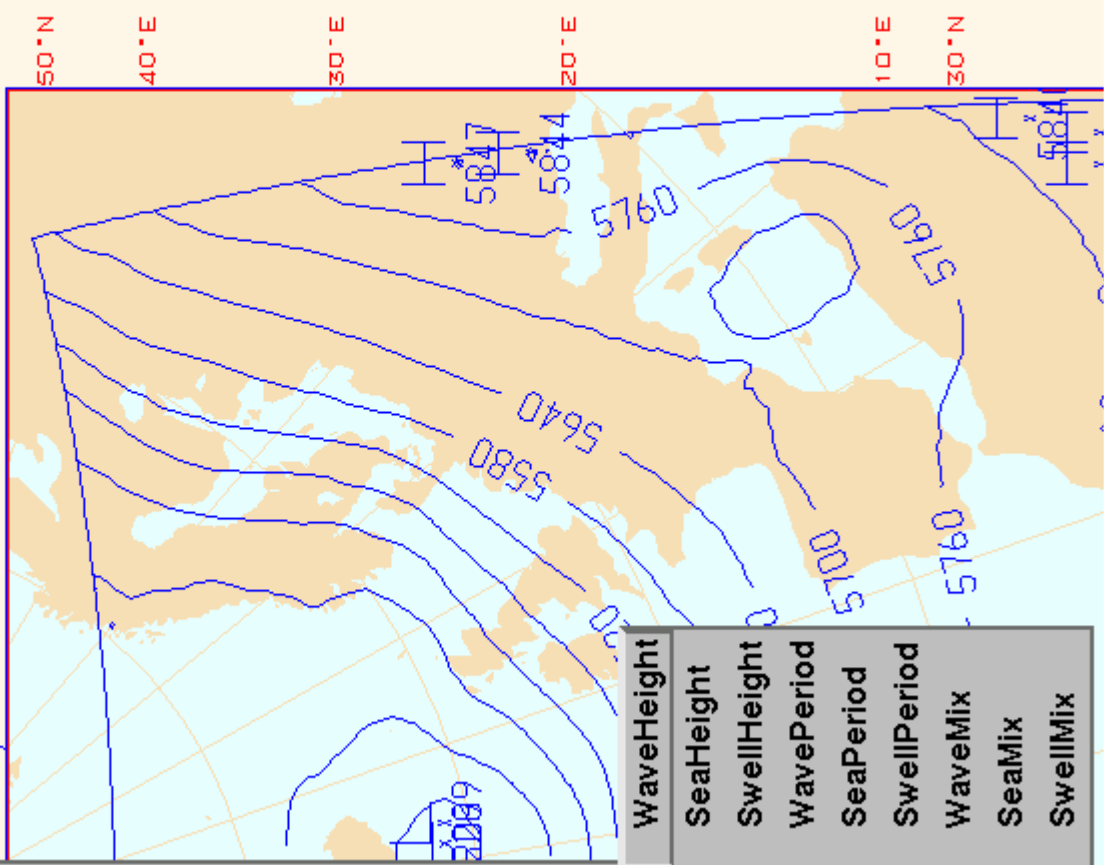 50°N
40°E
30°E
20°E
10°E
30°N
H
5847
H
5844
H
H
5760
5760
5640
5580
5700
5760
WaveHeight
SeaHeight
SwellHeight
WavePeriod
SeaPeriod
SwellPeriod
WaveMix
SeaMix
SwellMix